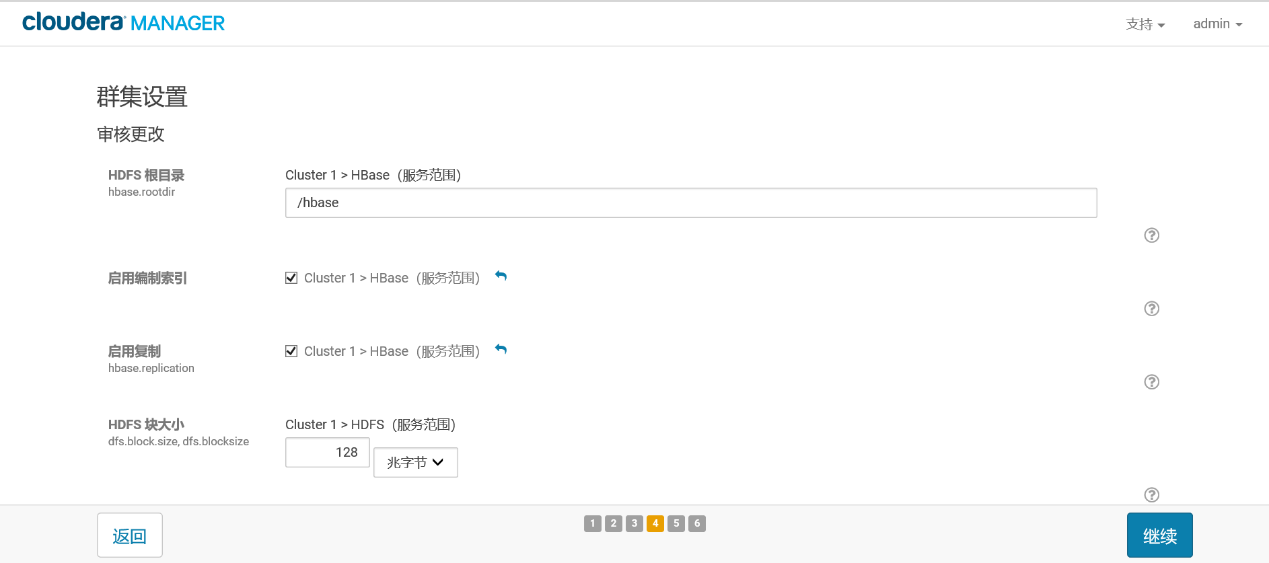 cloudera MANAGER
支持
admin
群集设置
审核更改
HDFS 根目录
hbase.rootdir
Cluster 1 > HBase（服务范围）
/hbase
启用编制索引
Cluster 1 > HBase（服务范围）
启用复制
hbase.replication
Cluster 1 > HBase（服务范围）
HDFS 块大小
dfs.block.size, dfs.blocksize
Cluster 1 > HDFS（服务范围）
128
兆字节
返回
1 2 3 4 5 6
继续